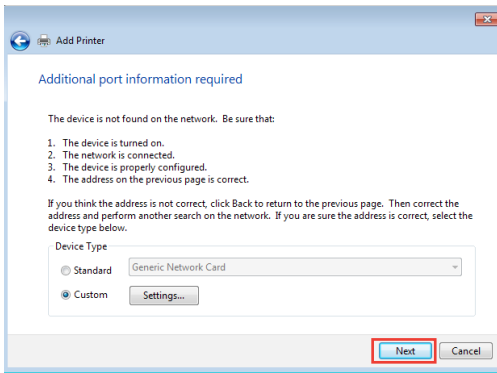 Add Printer
Additional port information required
The device is not found on the network.  Be sure that:
1.  The device is turned on.
2.  The network is connected.
3.  The device is properly configured.
4.  The address on the previous page is correct.
If you think the address is not correct, click Back to return to the previous page.  Then correct the
address and perform another search on the network.  If you are sure the address is correct, select the
device type below.
Device Type
Standard
Generic Network Card
Custom
Settings...
Next
Cancel